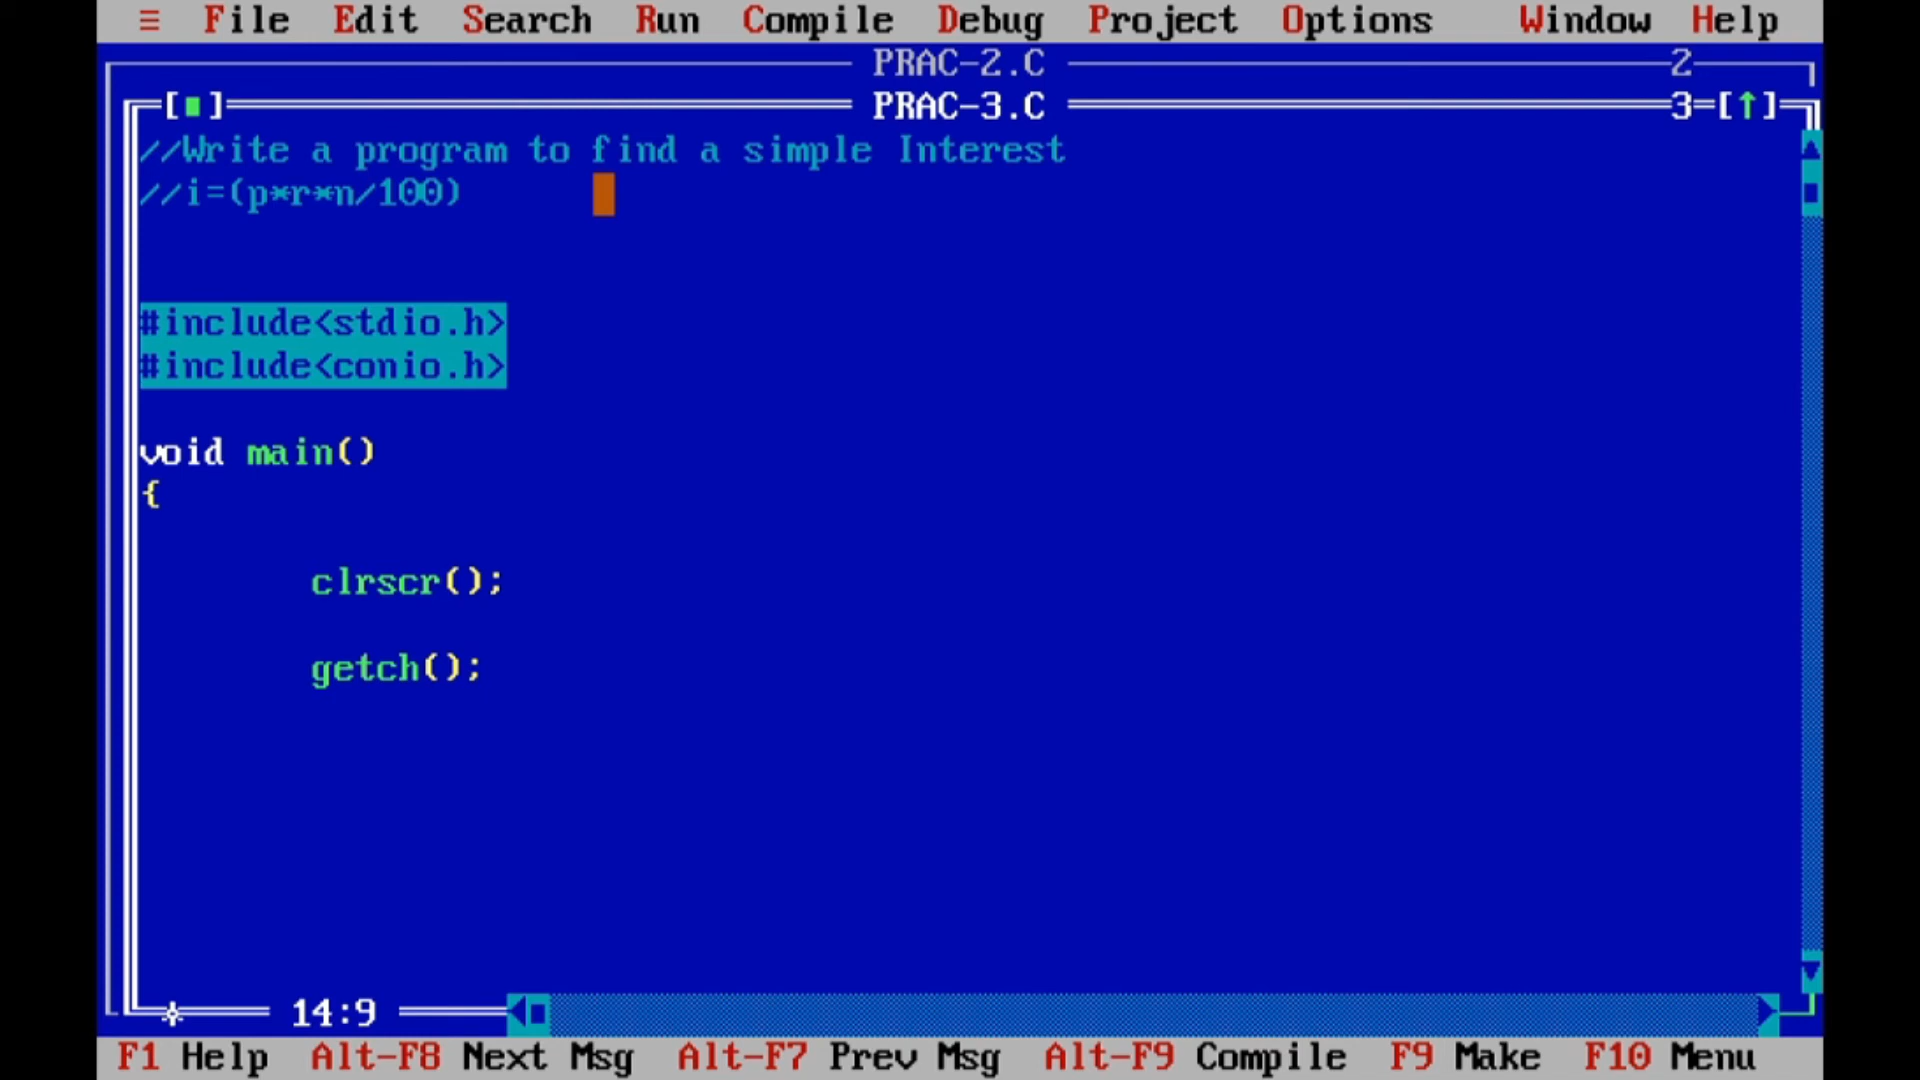 ≡ File Edit Search Run Compile Debug Project Options Window Help
PRAC-2.C 2
[■] PRAC-3.C 3=[↑]
//Write a program to find a simple Interest
//i=(p*r*n/100)
#include<stdio.h>
#include<conio.h>
void main()
{
clrscr();
getch();
14:9
F1 Help Alt-F8 Next Msg Alt-F7 Prev Msg Alt-F9 Compile F9 Make F10 Menu